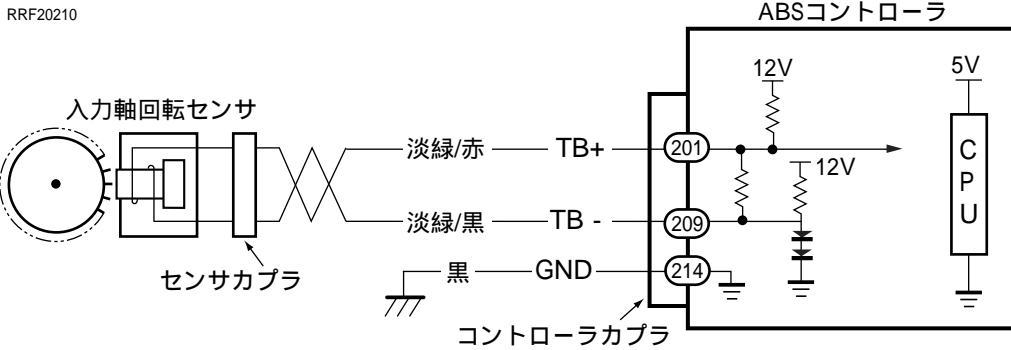 RRF20210
ABSコントローラ
12V
5V
入力軸回転センサ
淡緑/赤
TB+
201
12V
CPU
淡緑/黒
TB -
209
センサカプラ
黒
GND
214
コントローラカプラ